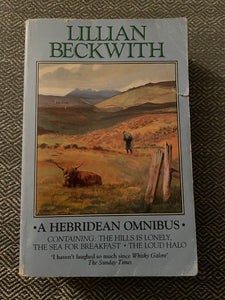 LILLIAN
BECKWITH
• A HEBRIDEAN OMNIBUS •
CONTAINING: THE HILLS IS LONELY,
THE SEA FOR BREAKFAST • THE LOUD HALO
'I haven't laughed so much since Whisky Galore'
The Sunday Times